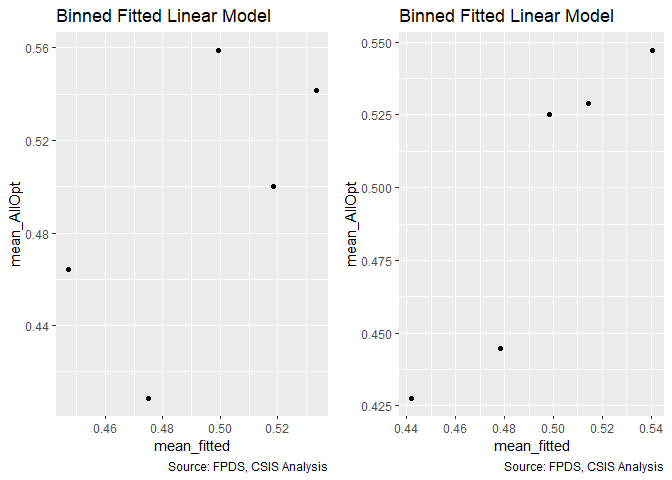 Binned Fitted Linear Model
mean_AllOpt
0.56
0.52
0.48
0.44
0.46 0.48 0.50 0.52
mean_fitted
Source: FPDS, CSIS Analysis
Binned Fitted Linear Model
mean_AllOpt
0.550
0.525
0.500
0.475
0.450
0.425
0.44 0.46 0.48 0.50 0.52 0.54
mean_fitted
Source: FPDS, CSIS Analysis